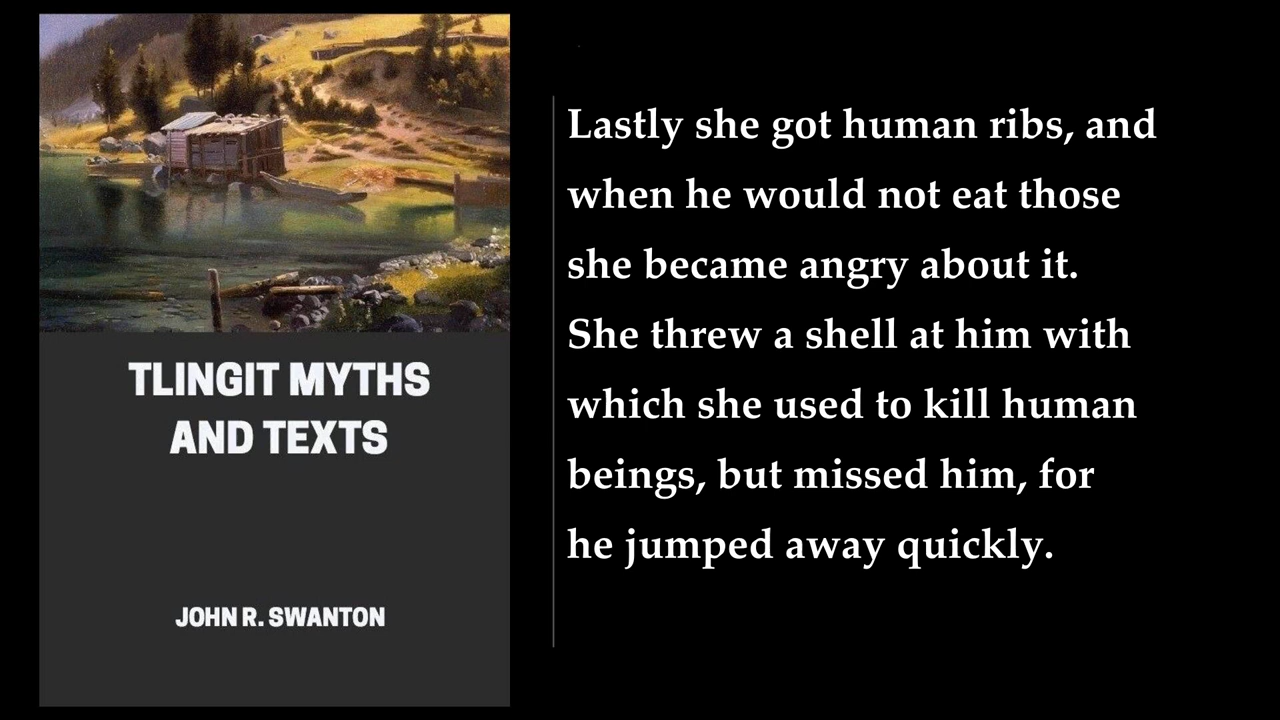 TLINGIT MYTHS
AND TEXTS
JOHN R. SWANTON
Lastly she got human ribs, and
when he would not eat those
she became angry about it.
She threw a shell at him with
which she used to kill human
beings, but missed him, for
he jumped away quickly.